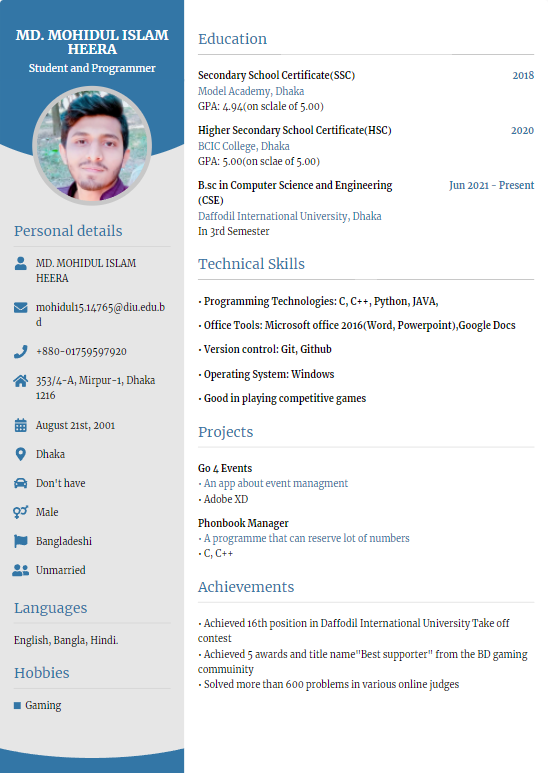 MD. MOHIDUL ISLAM
HEERA
Student and Programmer
Personal details
MD. MOHIDUL ISLAM
HEERA
mohidul15.14765@diu.edu.b
d
+880-01759597920
353/4-A, Mirpur-1, Dhaka
1216
August 21st, 2001
Dhaka
Don't have
Male
Bangladeshi
Unmarried
Languages
English, Bangla, Hindi.
Hobbies
Gaming
Education
Secondary School Certificate(SSC) 2018
Model Academy, Dhaka
GPA: 4.94(on sclale of 5.00)
Higher Secondary School Certificate(HSC) 2020
BCIC College, Dhaka
GPA: 5.00(on sclae of 5.00)
B.sc in Computer Science and Engineering Jun 2021 - Present
(CSE)
Daffodil International University, Dhaka
In 3rd Semester
Technical Skills
• Programming Technologies: C, C++, Python, JAVA,
• Office Tools: Microsoft office 2016(Word, Powerpoint),Google Docs
• Version control: Git, Github
• Operating System: Windows
• Good in playing competitive games
Projects
Go 4 Events
• An app about event managment
• Adobe XD
Phonbook Manager
• A programme that can reserve lot of numbers
• C, C++
Achievements
• Achieved 16th position in Daffodil International University Take off
contest
• Achieved 5 awards and title name"Best supporter" from the BD gaming
commuinity
• Solved more than 600 problems in various online judges